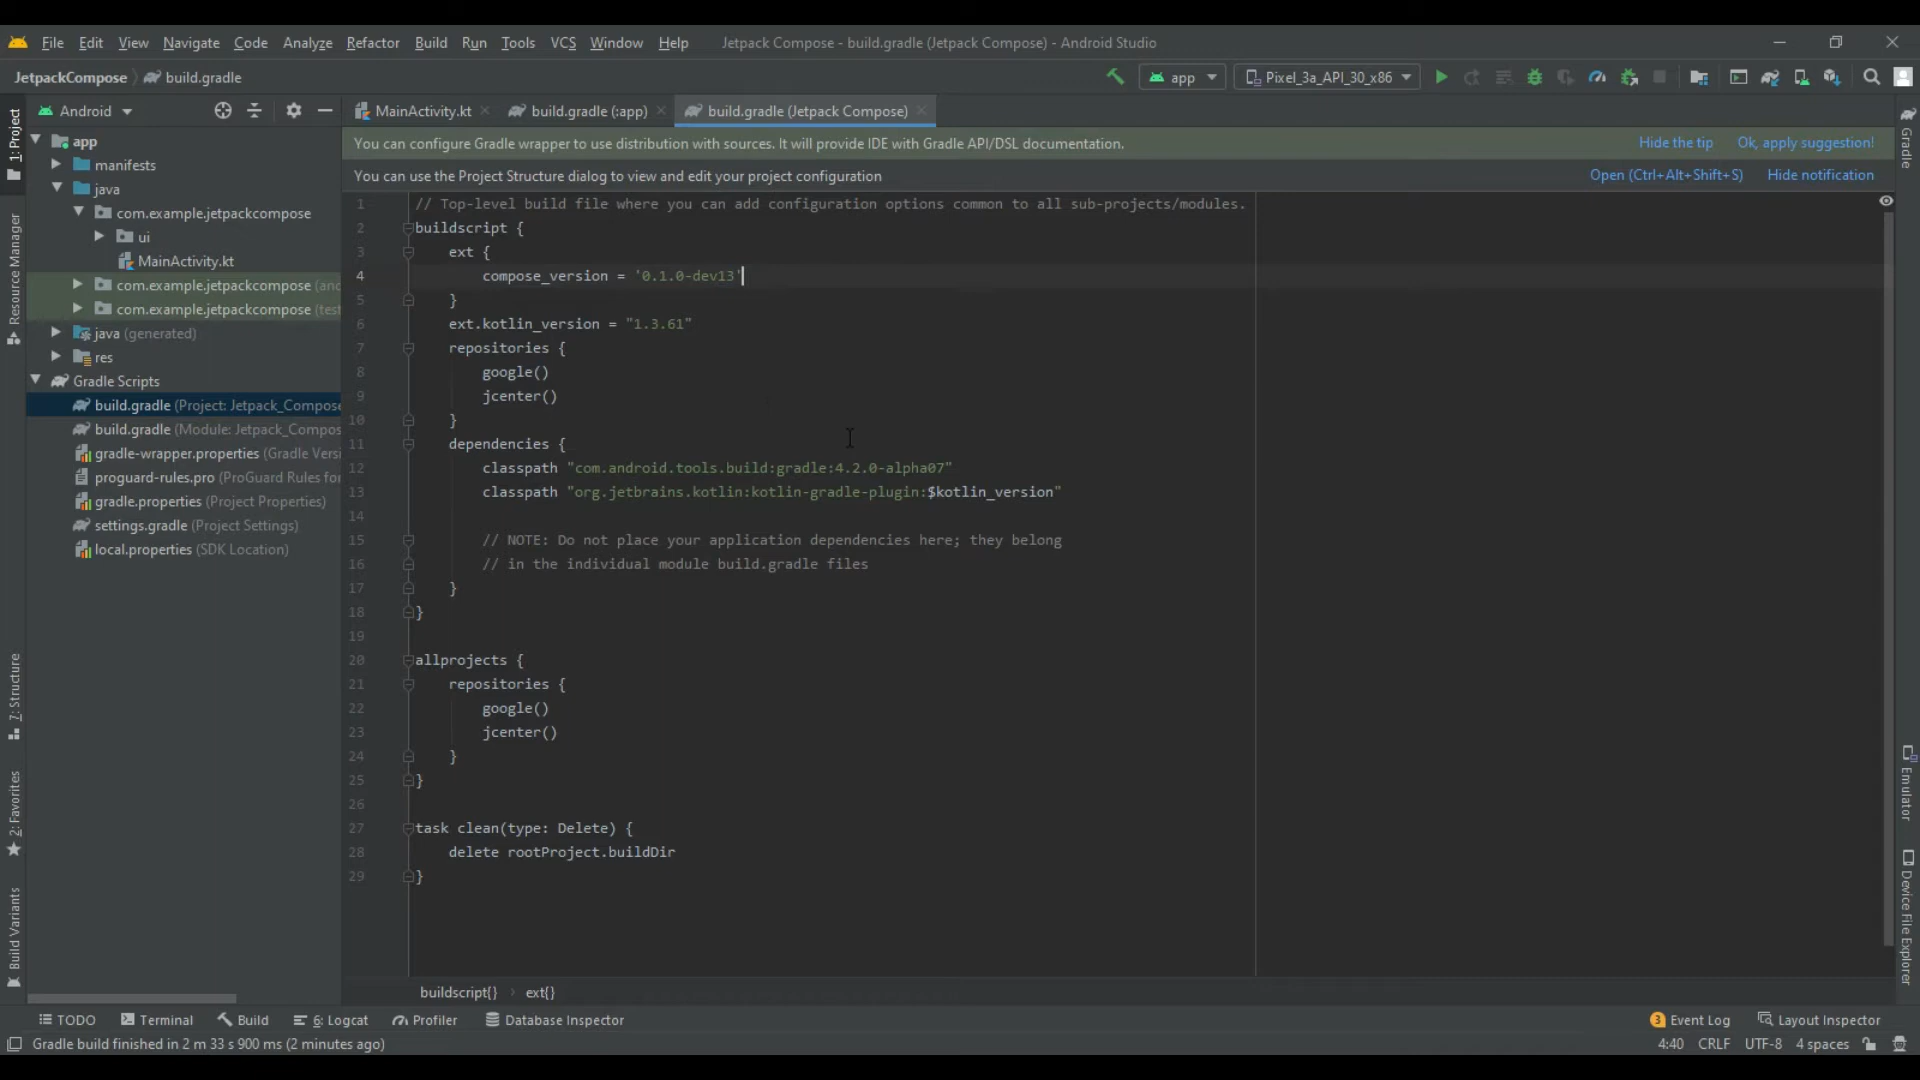 File Edit View Navigate Code Analyze Refactor Build Run Tools VCS Window Help Jetpack Compose - build.gradle (Jetpack Compose) - Android Studio
JetpackCompose build.gradle app Pixel_3a_API_30_x86
Android MainActivity.kt build.gradle (:app) build.gradle (Jetpack Compose)
You can configure Gradle wrapper to use distribution with sources. It will provide IDE with Gradle API/DSL documentation. Hide the tip Ok, apply suggestion!
You can use the Project Structure dialog to view and edit your project configuration Open (Ctrl+Alt+Shift+S) Hide notification
1: Project
Resource Manager
7: Structure
2: Favorites
Build Variants
app
manifests
java
com.example.jetpackcompose
ui
MainActivity.kt
com.example.jetpackcompose (anc
com.example.jetpackcompose (test
java (generated)
res
Gradle Scripts
build.gradle (Project: Jetpack_Compose
build.gradle (Module: Jetpack_Compos
gradle-wrapper.properties (Gradle Versi
proguard-rules.pro (ProGuard Rules for
gradle.properties (Project Properties)
settings.gradle (Project Settings)
local.properties (SDK Location)
1 // Top-level build file where you can add configuration options common to all sub-projects/modules.
2 buildscript {
3 ext {
4 compose_version = '0.1.0-dev13'
5 }
6 ext.kotlin_version = "1.3.61"
7 repositories {
8 google()
9 jcenter()
10 }
11 dependencies {
12 classpath "com.android.tools.build:gradle:4.2.0-alpha07"
13 classpath "org.jetbrains.kotlin:kotlin-gradle-plugin:$kotlin_version"
14
15 // NOTE: Do not place your application dependencies here; they belong
16 // in the individual module build.gradle files
17 }
18 }
19
20 allprojects {
21 repositories {
22 google()
23 jcenter()
24 }
25 }
26
27 task clean(type: Delete) {
28 delete rootProject.buildDir
29 }
Gradle
Emulator
Device File Explorer
buildscript{} ext{}
TODO Terminal Build 6: Logcat Profiler Database Inspector 3 Event Log Layout Inspector
Gradle build finished in 2 m 33 s 900 ms (2 minutes ago) 4:40 CRLF UTF-8 4 spaces